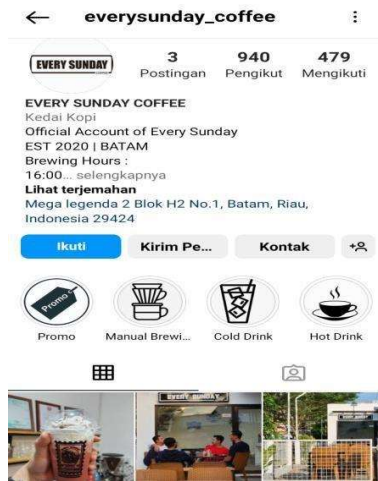 everysunday_coffee
EVERY SUNDAY
3 940 479
Postingan Pengikut Mengikuti
EVERY SUNDAY COFFEE
Kedai Kopi
Official Account of Every Sunday
EST 2020 | BATAM
Brewing Hours :
16:00... selengkapnya
Lihat terjemahan
Mega legenda 2 Blok H2 No.1, Batam, Riau,
Indonesia 29424
Ikuti Kirim Pe... Kontak
Promo
Promo Manual Brewi... Cold Drink Hot Drink
EVERY SUNDAY